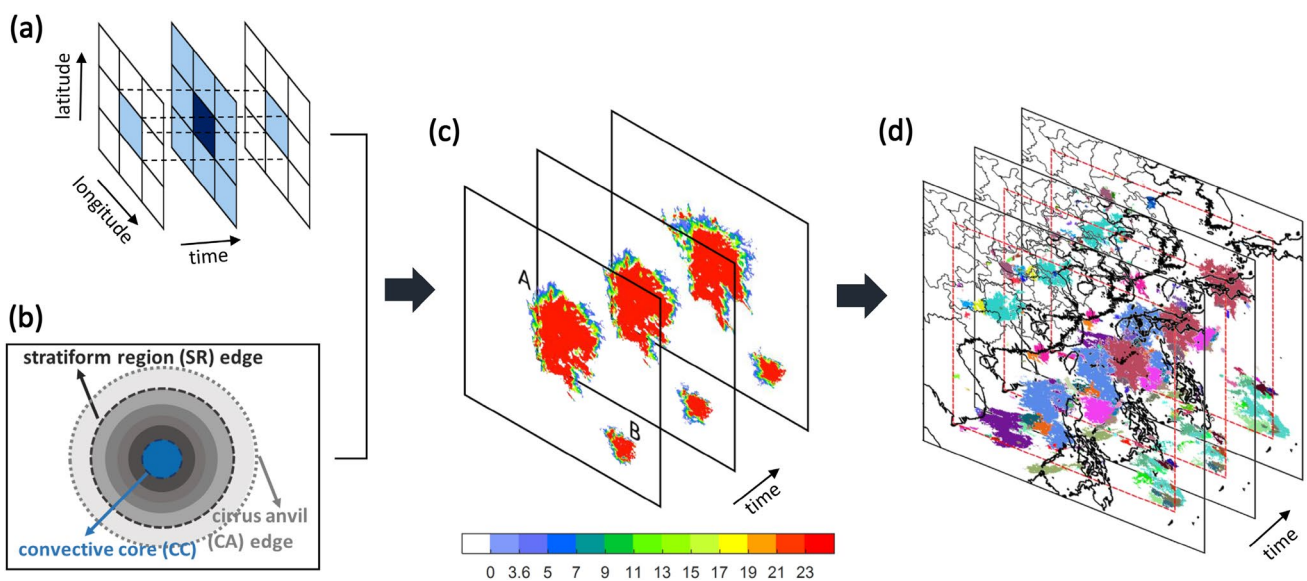 (a)
latitude
longitude
time
(b)
stratiform region (SR) edge
cirrus anvil
(CA) edge
convective core (CC)
(c)
A
B
time
0 3.6 5 7 9 11 13 15 17 19 21 23
(d)
time